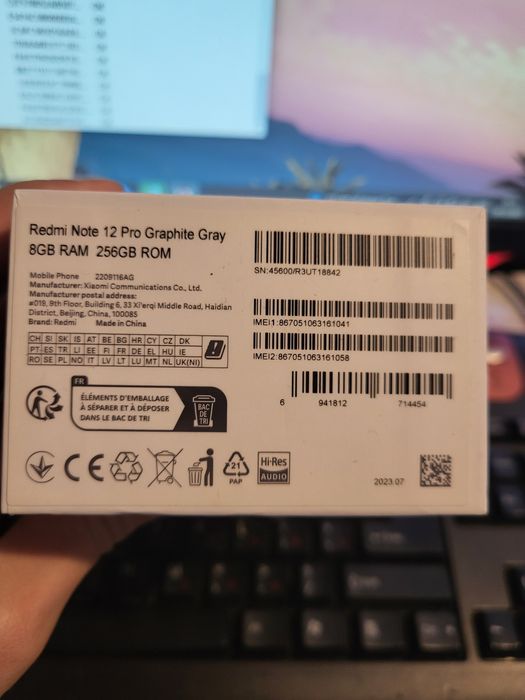 Redmi Note 12 Pro Graphite Gray
8GB RAM 256GB ROM
Mobile Phone 2209116AG
Manufacturer: Xiaomi Communications Co., Ltd.
Manufacturer postal address:
#019, 9th Floor, Building 6, 33 Xi'erqi Middle Road, Haidian
District, Beijing, China, 100085
Brand: Redmi Made in China
CH SI SK IS AT BE BG HR CY CZ DK
PT ES TR LI EE FI FR DE EL HU IE
RO SE PL NO IT LV LT LU MT NL UK(NI)
FR
ÉLÉMENTS D'EMBALLAGE
À SÉPARER ET À DÉPOSER
DANS LE BAC DE TRI
BAC
DE
TRI
CE
21
PAP
Hi-Res
AUDIO
SN:45600/R3UT18842
IMEI1:867051063161041
IMEI2:867051063161058
6 941812 714454
2023.07